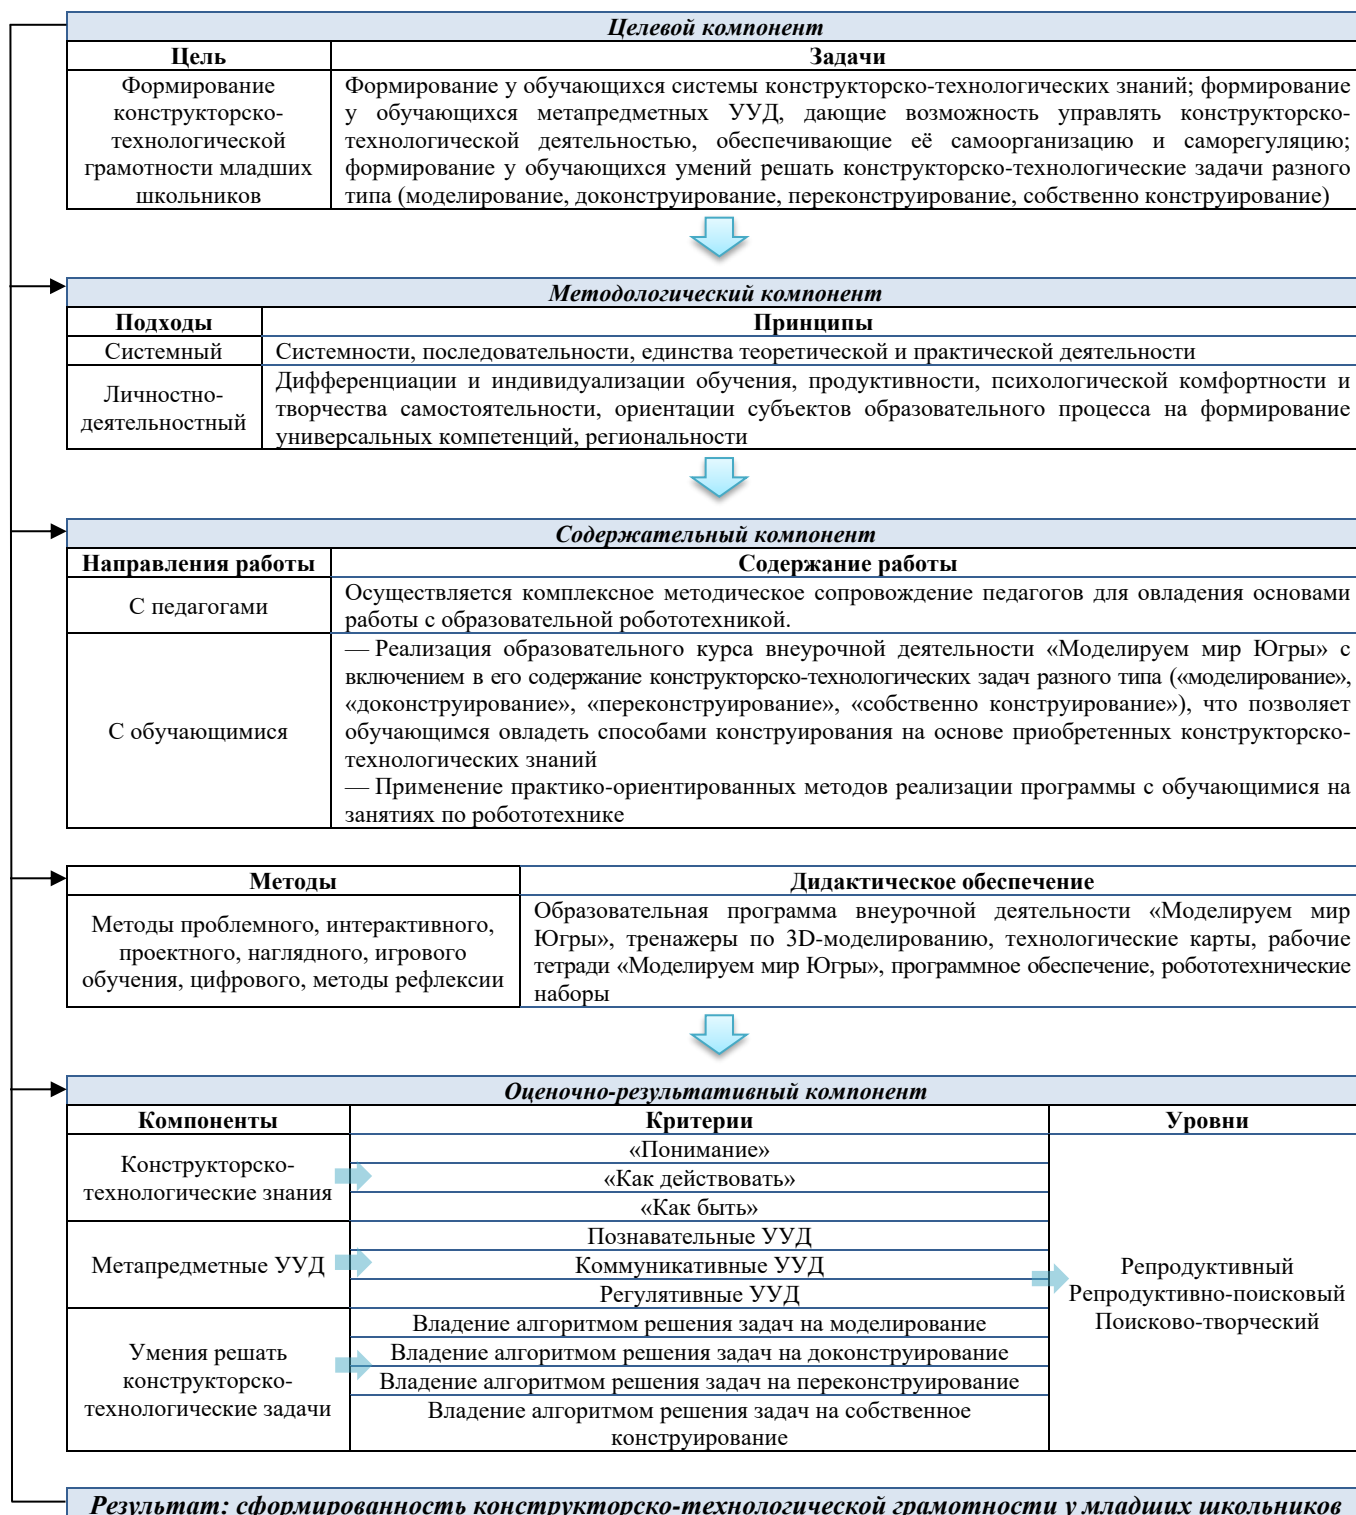 Целевой компонент
Цель
Задачи
Формирование
конструкторско-
технологической
грамотности младших
школьников
Формирование у обучающихся системы конструкторско-технологических знаний; формирование
у обучающихся метапредметных УУД, дающие возможность управлять конструкторско-
технологической деятельностью, обеспечивающие её самоорганизацию и саморегуляцию;
формирование у обучающихся умений решать конструкторско-технологические задачи разного
типа (моделирование, доконструирование, переконструирование, собственно конструирование)
Методологический компонент
Подходы
Принципы
Системный
Системности, последовательности, единства теоретической и практической деятельности
Личностно-
деятельностный
Дифференциации и индивидуализации обучения, продуктивности, психологической комфортности и
творчества самостоятельности, ориентации субъектов образовательного процесса на формирование
универсальных компетенций, региональности
Содержательный компонент
Направления работы
Содержание работы
С педагогами
Осуществляется комплексное методическое сопровождение педагогов для овладения основами
работы с образовательной робототехникой.
С обучающимися
— Реализация образовательного курса внеурочной деятельности «Моделируем мир Югры» с
включением в его содержание конструкторско-технологических задач разного типа («моделирование»,
«доконструирование», «переконструирование», «собственно конструирование»), что позволяет
обучающимся овладеть способами конструирования на основе приобретенных конструкторско-
технологических знаний
— Применение практико-ориентированных методов реализации программы с обучающимися на
занятиях по робототехнике
Методы
Дидактическое обеспечение
Методы проблемного, интерактивного,
проектного, наглядного, игрового
обучения, цифрового, методы рефлексии
Образовательная программа внеурочной деятельности «Моделируем мир
Югры», тренажеры по 3D-моделированию, технологические карты, рабочие
тетради «Моделируем мир Югры», программное обеспечение, робототехнические
наборы
Оценочно-результативный компонент
Компоненты
Критерии
Уровни
Конструкторско-
технологические знания
«Понимание»
«Как действовать»
«Как быть»
Метапредметные УУД
Познавательные УУД
Коммуникативные УУД
Регулятивные УУД
Умения решать
конструкторско-
технологические задачи
Владение алгоритмом решения задач на моделирование
Владение алгоритмом решения задач на доконструирование
Владение алгоритмом решения задач на переконструирование
Владение алгоритмом решения задач на собственное
конструирование
Репродуктивный
Репродуктивно-поисковый
Поисково-творческий
Результат: сформированность конструкторско-технологической грамотности у младших школьников